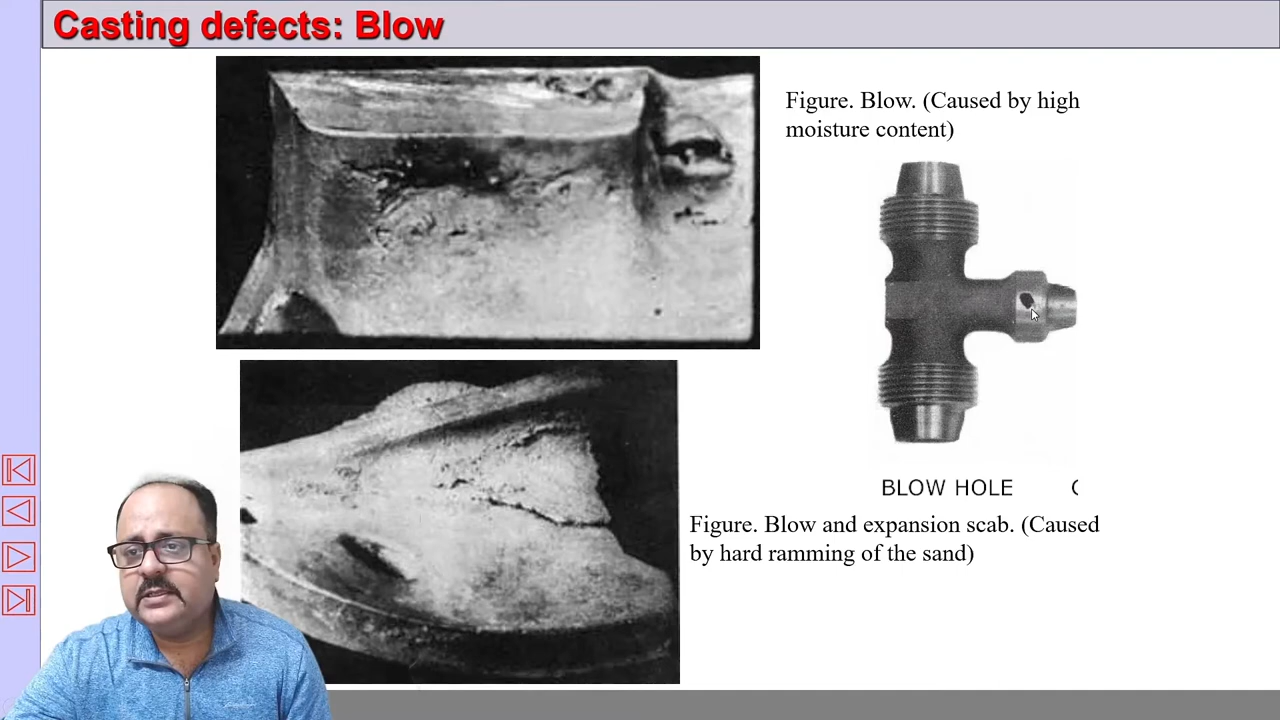 Casting defects: Blow
Figure. Blow. (Caused by high
moisture content)
BLOW HOLE
Figure. Blow and expansion scab. (Caused
by hard ramming of the sand)